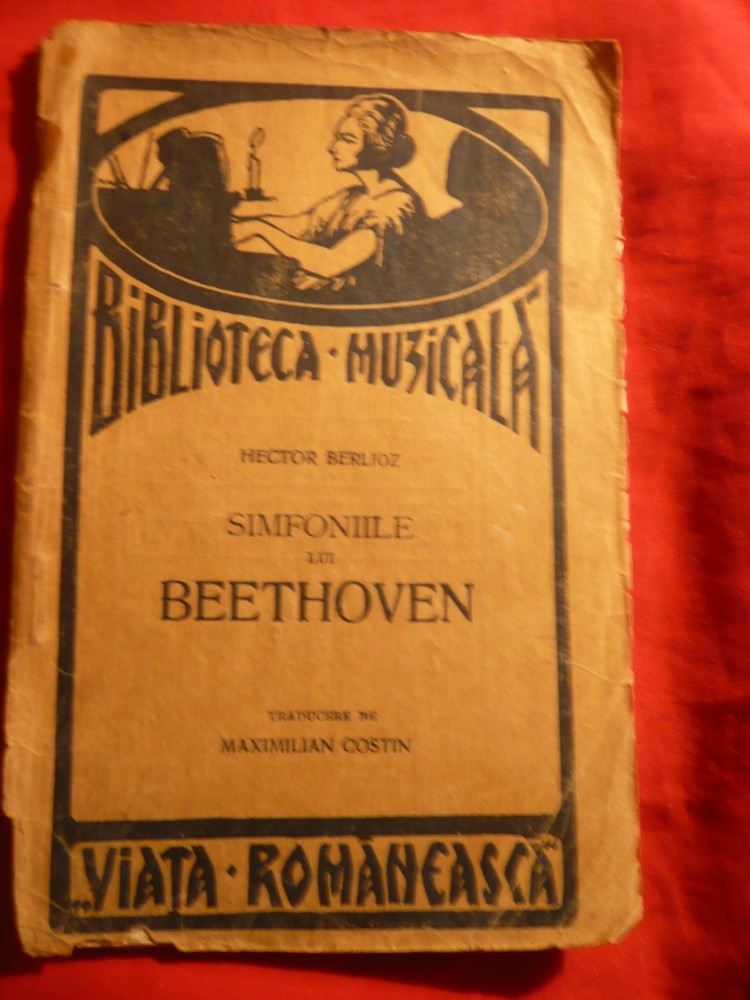 BIBLIOTECA · MUZICALĂ
HECTOR BERLIOZ
SIMFONIILE
LUI
BEETHOVEN
TRADUCERE DE
MAXIMILIAN COSTIN
„VIAȚA · ROMÂNEASCĂ“